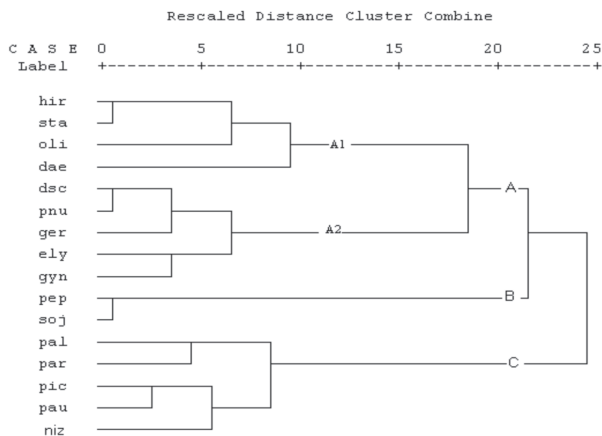 Rescaled Distance Cluster Combine
C A S E 0 5 10 15 20 25
Label +---------+---------+---------+---------+---------+
hir
sta
oli
A1
dae
dsc
A
pnu
ger
A2
ely
gyn
pep
B
soj
pal
par
C
pic
pau
niz